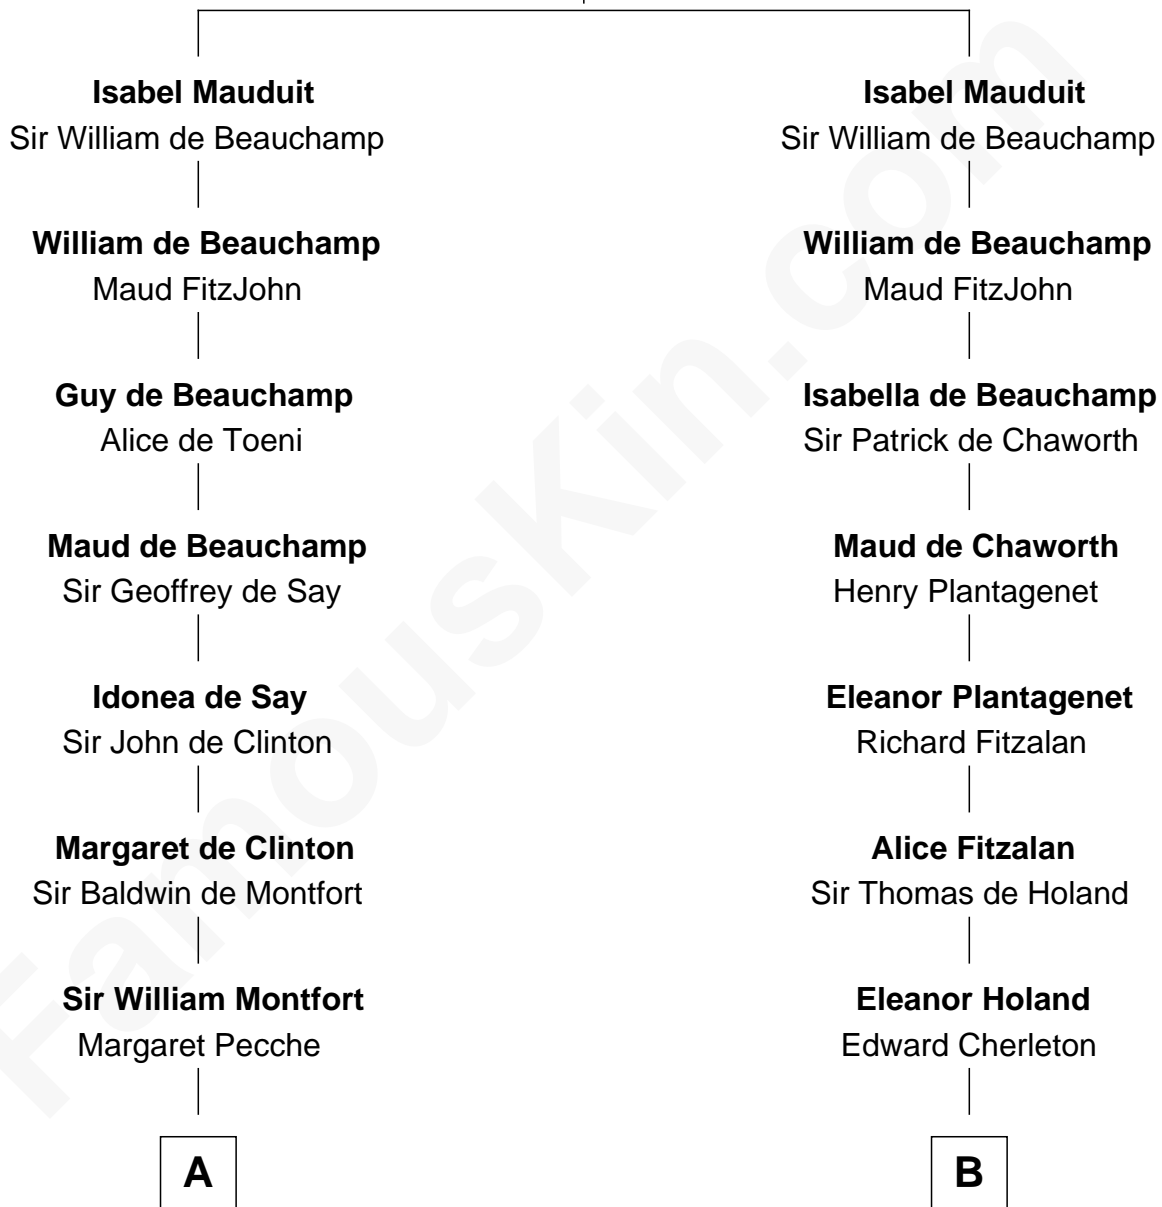 Isabel Mauduit
Sir William de Beauchamp
William de Beauchamp
Maud FitzJohn
Guy de Beauchamp
Alice de Toeni
Maud de Beauchamp
Sir Geoffrey de Say
Idonea de Say
Sir John de Clinton
Margaret de Clinton
Sir Baldwin de Montfort
Sir William Montfort
Margaret Pecche
A
Isabel Mauduit
Sir William de Beauchamp
William de Beauchamp
Maud FitzJohn
Isabella de Beauchamp
Sir Patrick de Chaworth
Maud de Chaworth
Henry Plantagenet
Eleanor Plantagenet
Richard Fitzalan
Alice Fitzalan
Sir Thomas de Holand
Eleanor Holand
Edward Cherleton
B
FamousKin.com